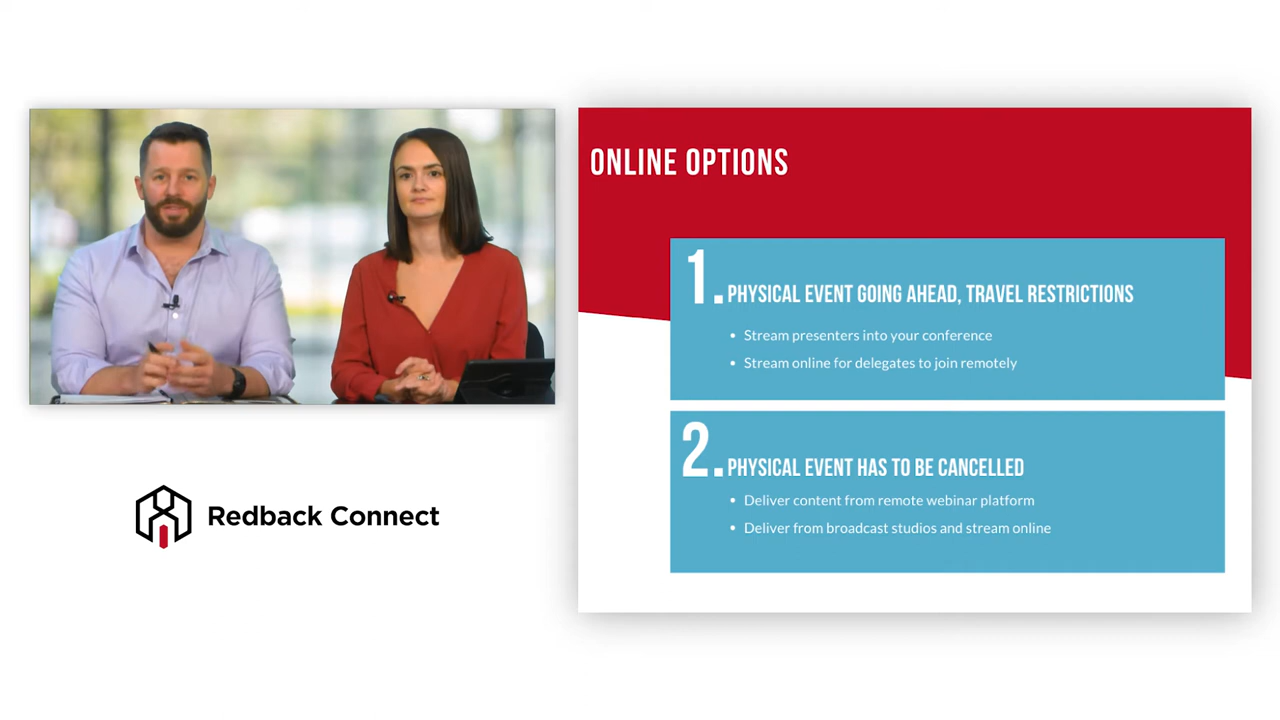 ONLINE OPTIONS
1. PHYSICAL EVENT GOING AHEAD, TRAVEL RESTRICTIONS
• Stream presenters into your conference
• Stream online for delegates to join remotely
2. PHYSICAL EVENT HAS TO BE CANCELLED
• Deliver content from remote webinar platform
• Deliver from broadcast studios and stream online
Redback Connect